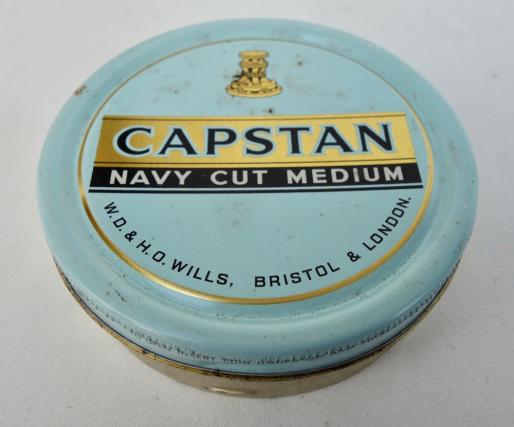 CAPSTAN
NAVY CUT MEDIUM
W.D. & H.O. WILLS, BRISTOL & LONDON.